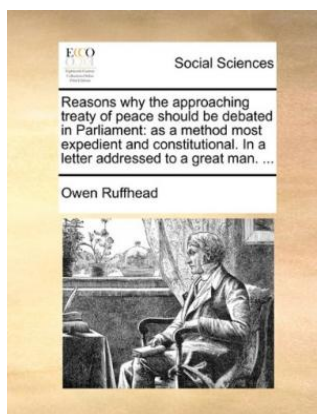 ECCO
Social Sciences
Reasons why the approaching
treaty of peace should be debated
in Parliament: as a method most
expedient and constitutional. In a
letter addressed to a great man. ...
Owen Ruffhead